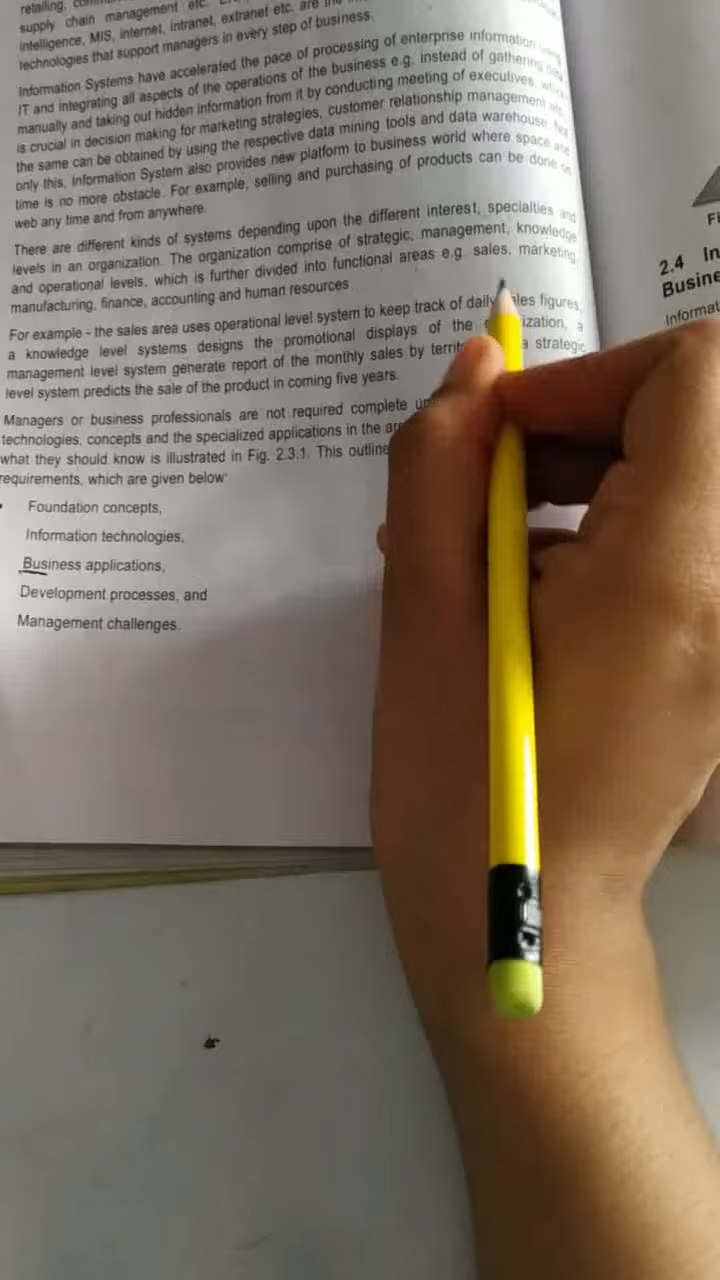 retailing,
supply chain management etc.
intelligence, MIS, internet, intranet, extranet etc. are the
technologies that support managers in every step of business.
Information Systems have accelerated the pace of processing of enterprise information
IT and integrating all aspects of the operations of the business e.g. instead of gathering
manually and taking out hidden information from it by conducting meeting of executives,
is crucial in decision making for marketing strategies, customer relationship management
the same can be obtained by using the respective data mining tools and data warehouse.
only this, Information System also provides new platform to business world where space
time is no more obstacle. For example, selling and purchasing of products can be done
web any time and from anywhere.
There are different kinds of systems depending upon the different interest, specialties and
levels in an organization. The organization comprise of strategic, management, knowledge
and operational levels, which is further divided into functional areas e.g. sales, marketing,
manufacturing, finance, accounting and human resources
For example - the sales area uses operational level system to keep track of daily figures,
a knowledge level systems designs the promotional displays of the a
management level system generate report of the monthly sales by a strategic
level system predicts the sale of the product in coming five years.
Managers or business professionals are not required complete
technologies, concepts and the specialized applications in the
what they should know is illustrated in Fig. 2.3.1. This
requirements, which are given below:
Foundation concepts,
Information technologies,
Business applications,
Development processes, and
Management challenges.
2.4